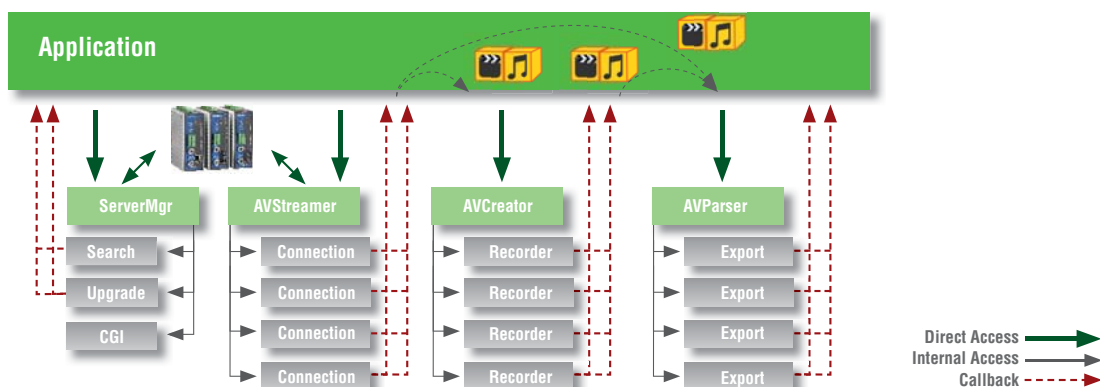 Application
ServerMgr
AVStreamer
AVCreator
AVParser
Search
Connection
Recorder
Export
Upgrade
Connection
Recorder
Export
CGI
Connection
Recorder
Export
Connection
Recorder
Export
Direct Access
Internal Access
Callback